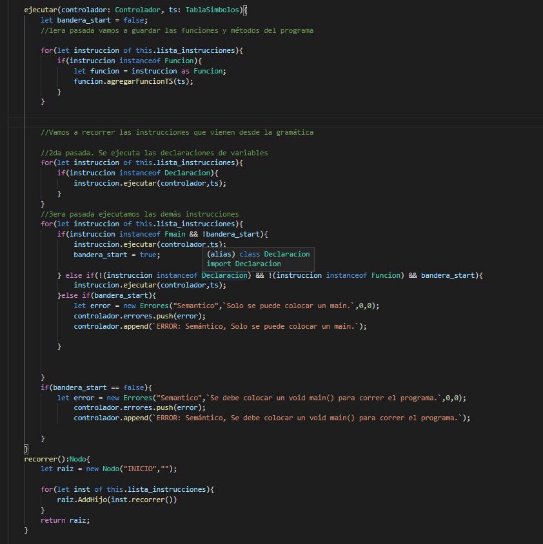 ejecutar(controlador: Controlador, ts: TablaSimbolos){
let bandera_start = false;
//1era pasada vamos a guardar las funciones y métodos del programa
for(let instruccion of this.lista_instrucciones){
if(instruccion instanceof Funcion){
let funcion = instruccion as Funcion;
funcion.agregarFuncionTS(ts);
}
}
//Vamos a recorrer las instrucciones que vienen desde la gramática
//2da pasada. Se ejecuta las declaraciones de variables
for(let instruccion of this.lista_instrucciones){
if(instruccion instanceof Declaracion){
instruccion.ejecutar(controlador,ts);
}
}
//3era pasada ejecutamos las demás instrucciones
for(let instruccion of this.lista_instrucciones){
if(instruccion instanceof Fmain && !bandera_start){
instruccion.ejecutar(controlador,ts);
bandera_start = true;
(alias) class Declaracion
import Declaracion
} else if(!(instruccion instanceof Declaracion) && !(instruccion instanceof Funcion) && bandera_start){
instruccion.ejecutar(controlador,ts);
}else if(bandera_start){
let error = new Errores("Semantico",`Solo se puede colocar un main.`,0,0);
controlador.errores.push(error);
controlador.append(`ERROR: Semántico, Solo se puede colocar un main.`);
}
}
if(bandera_start == false){
let error = new Errores("Semantico",`Se debe colocar un void main() para correr el programa.`,0,0);
controlador.errores.push(error);
controlador.append(`ERROR: Semántico, Se debe colocar un void main() para correr el programa.`);
}
}
recorrer():Nodo{
let raiz = new Nodo("INICIO","");
for(let inst of this.lista_instrucciones){
raiz.AddHijo(inst.recorrer())
}
return raiz;
}